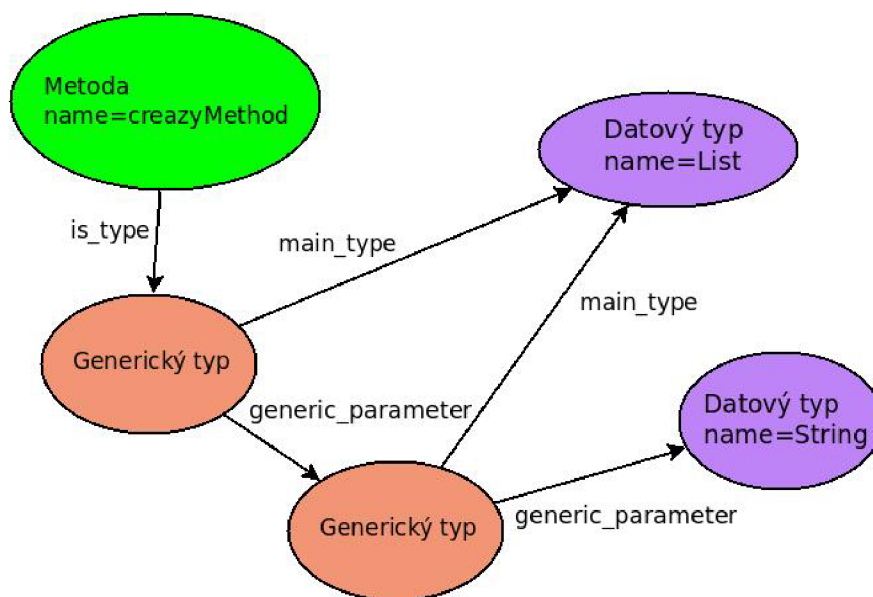 Metoda
name=creazyMethod
Datový typ
name=List
is_type
main_type
main_type
Generický typ
generic_parameter
Datový typ
name=String
Generický typ
generic_parameter